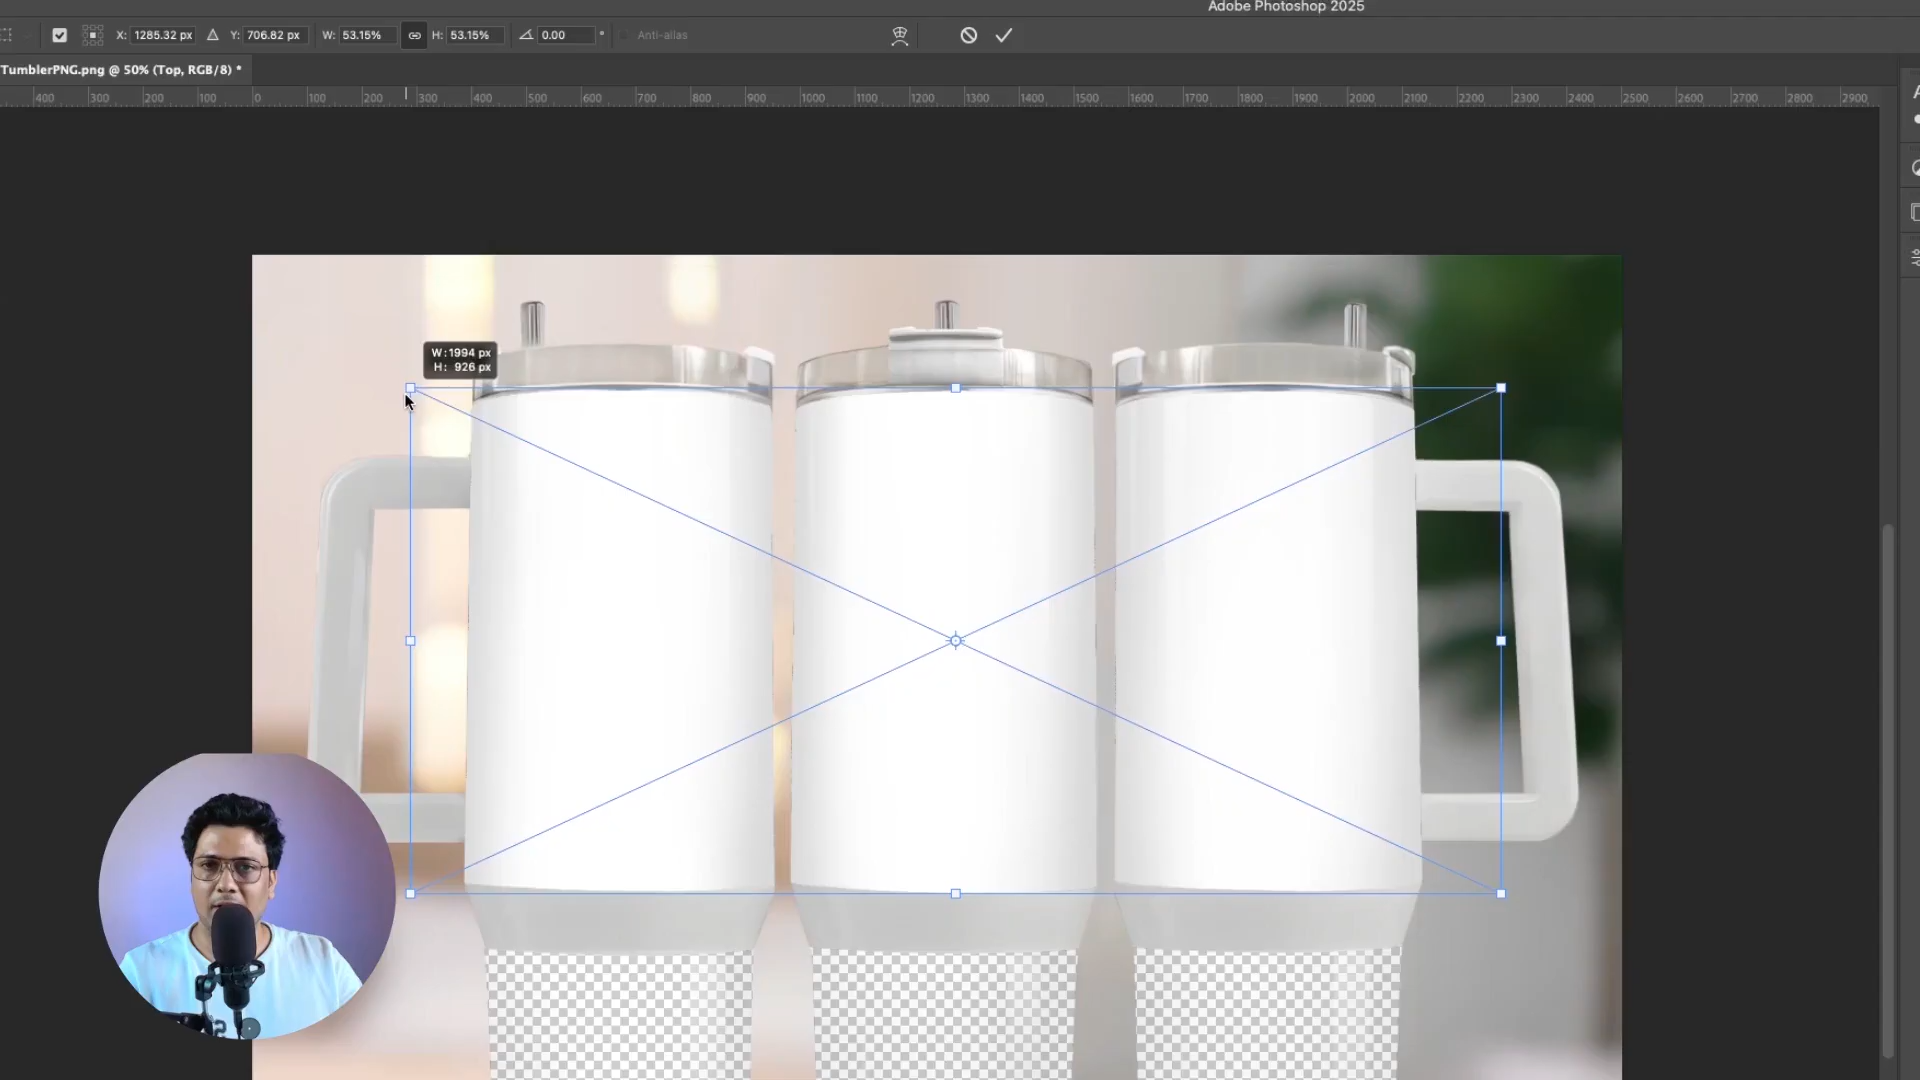 Adobe Photoshop 2025
X: 1285.32 px Y: 706.82 px W: 53.15% H: 53.15% 0.00 ° Anti-alias
TumblerPNG.png @ 50% (Top, RGB/8) *
400 300 200 100 0 100 200 300 400 500 600 700 800 900 1000 1100 1200 1300 1400 1500 1600 1700 1800 1900 2000 2100 2200 2300 2400 2500 2600 2700 2800 2900
W: 1994 px
H: 926 px